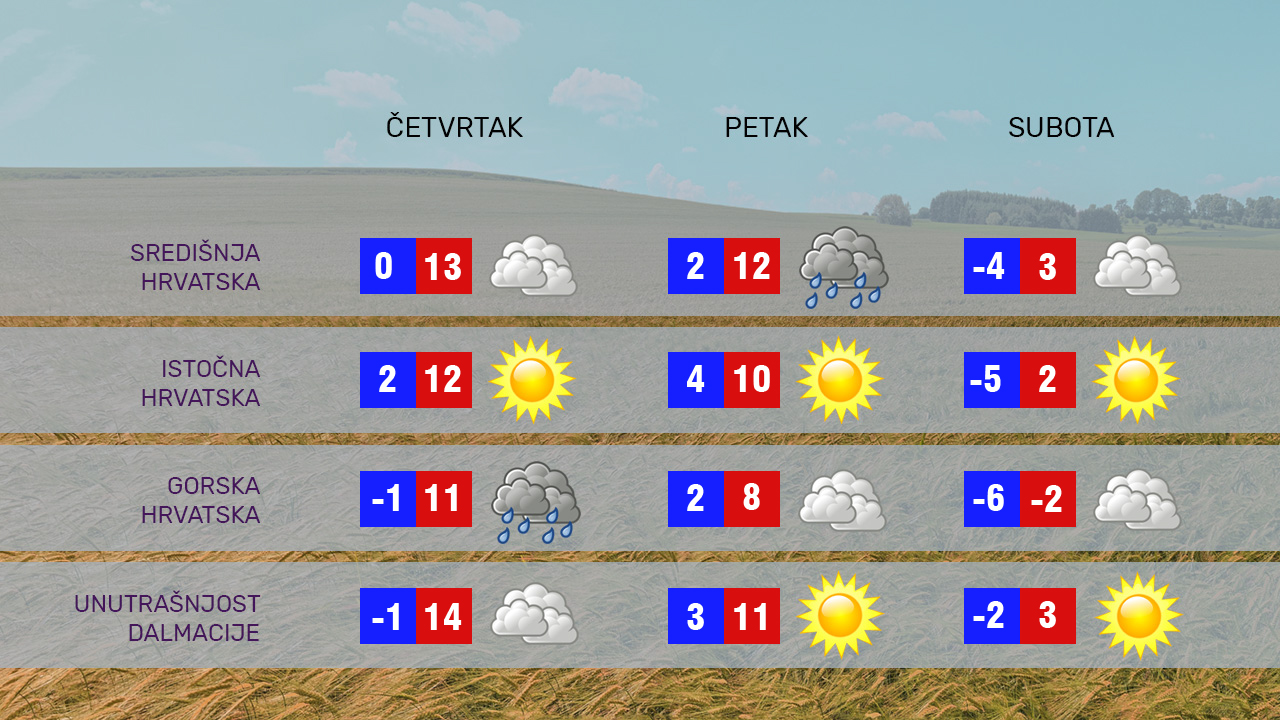 ČETVRTAK PETAK SUBOTA
SREDIŠNJA
HRVATSKA
0 13 2 12 -4 3
ISTOČNA
HRVATSKA
2 12 4 10 -5 2
GORSKA
HRVATSKA
-1 11 2 8 -6 -2
UNUTRAŠNJOST
DALMACIJE
-1 14 3 11 -2 3